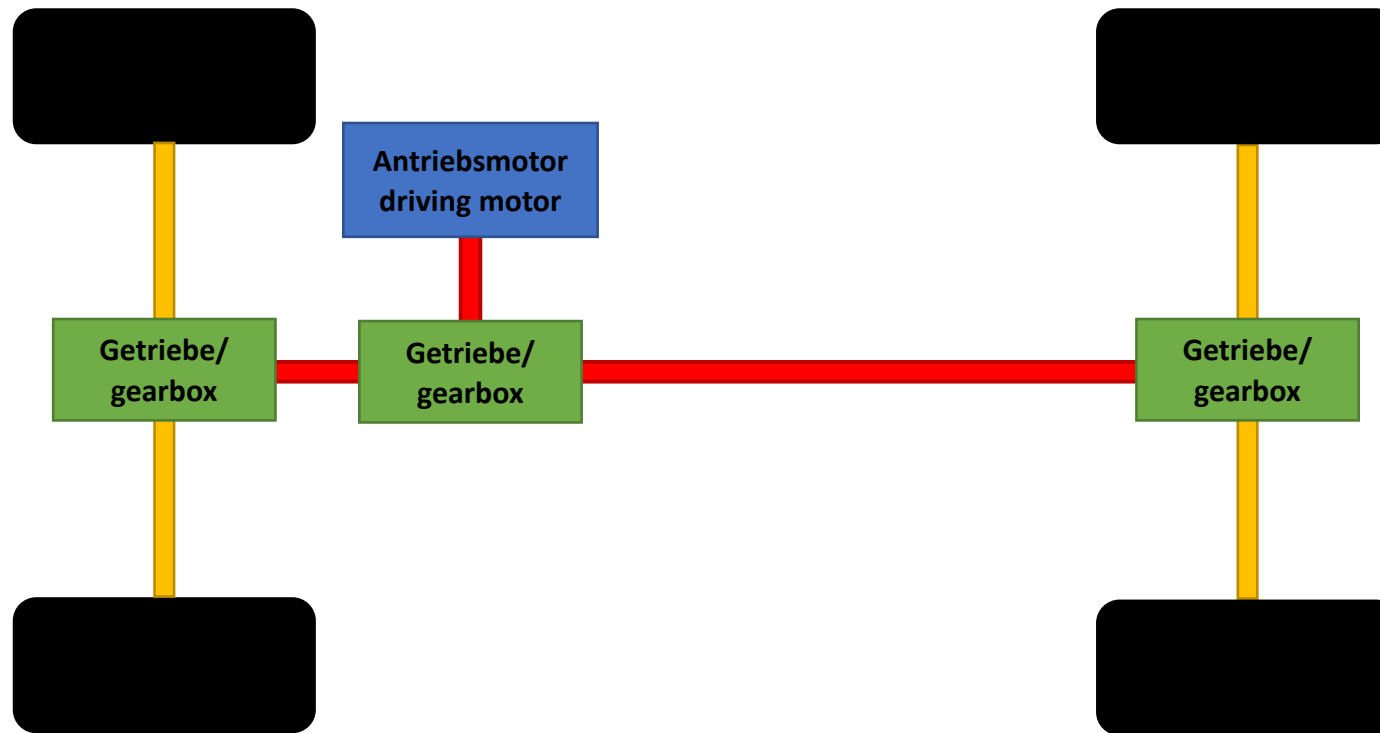 Antriebsmotor
driving motor
Getriebe/
gearbox
Getriebe/
gearbox
Getriebe/
gearbox